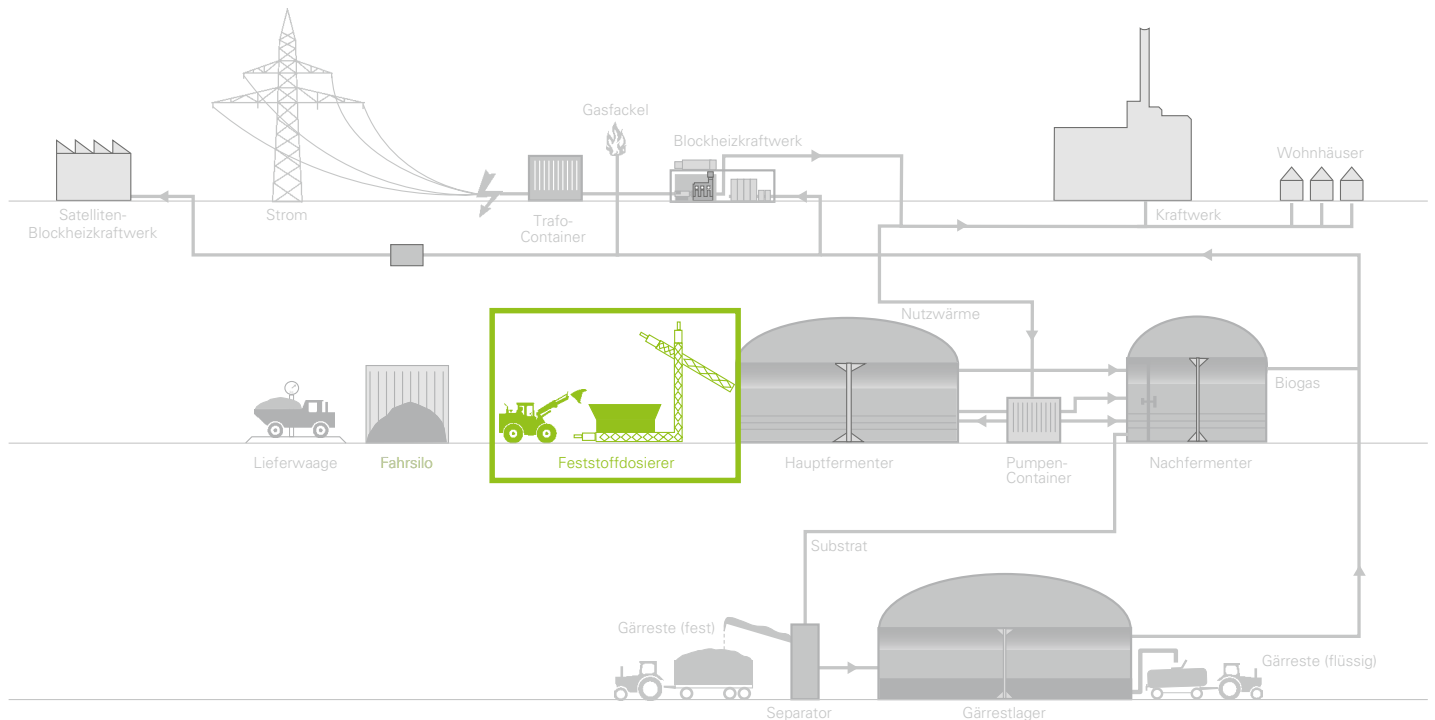 Gasfackel
Blockheizkraftwerk
Wohnhäuser
Satelliten-
Blockheizkraftwerk
Strom
Trafo-
Container
Kraftwerk
Nutzwärme
Biogas
Lieferwaage
Fahrsilo
Feststoffdosierer
Hauptfermenter
Pumpen-
Container
Nachfermenter
Substrat
Gärreste (fest)
Gärreste (flüssig)
Separator
Gärrestlager